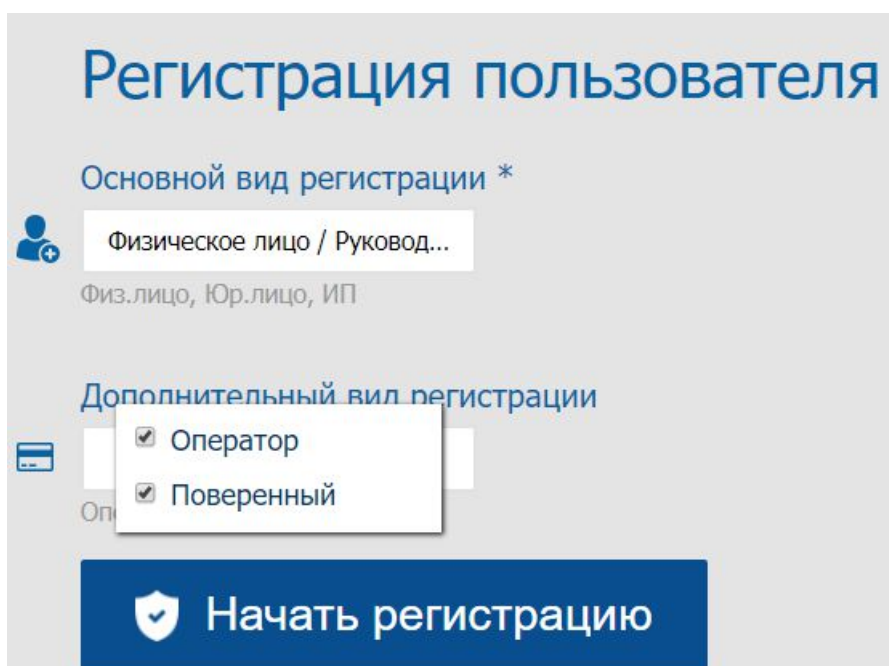 Регистрация пользователя
Основной вид регистрации *
Физическое лицо / Руковод...
Физ.лицо, Юр.лицо, ИП
Дополнительный вид регистрации
Оператор
Поверенный
Начать регистрацию